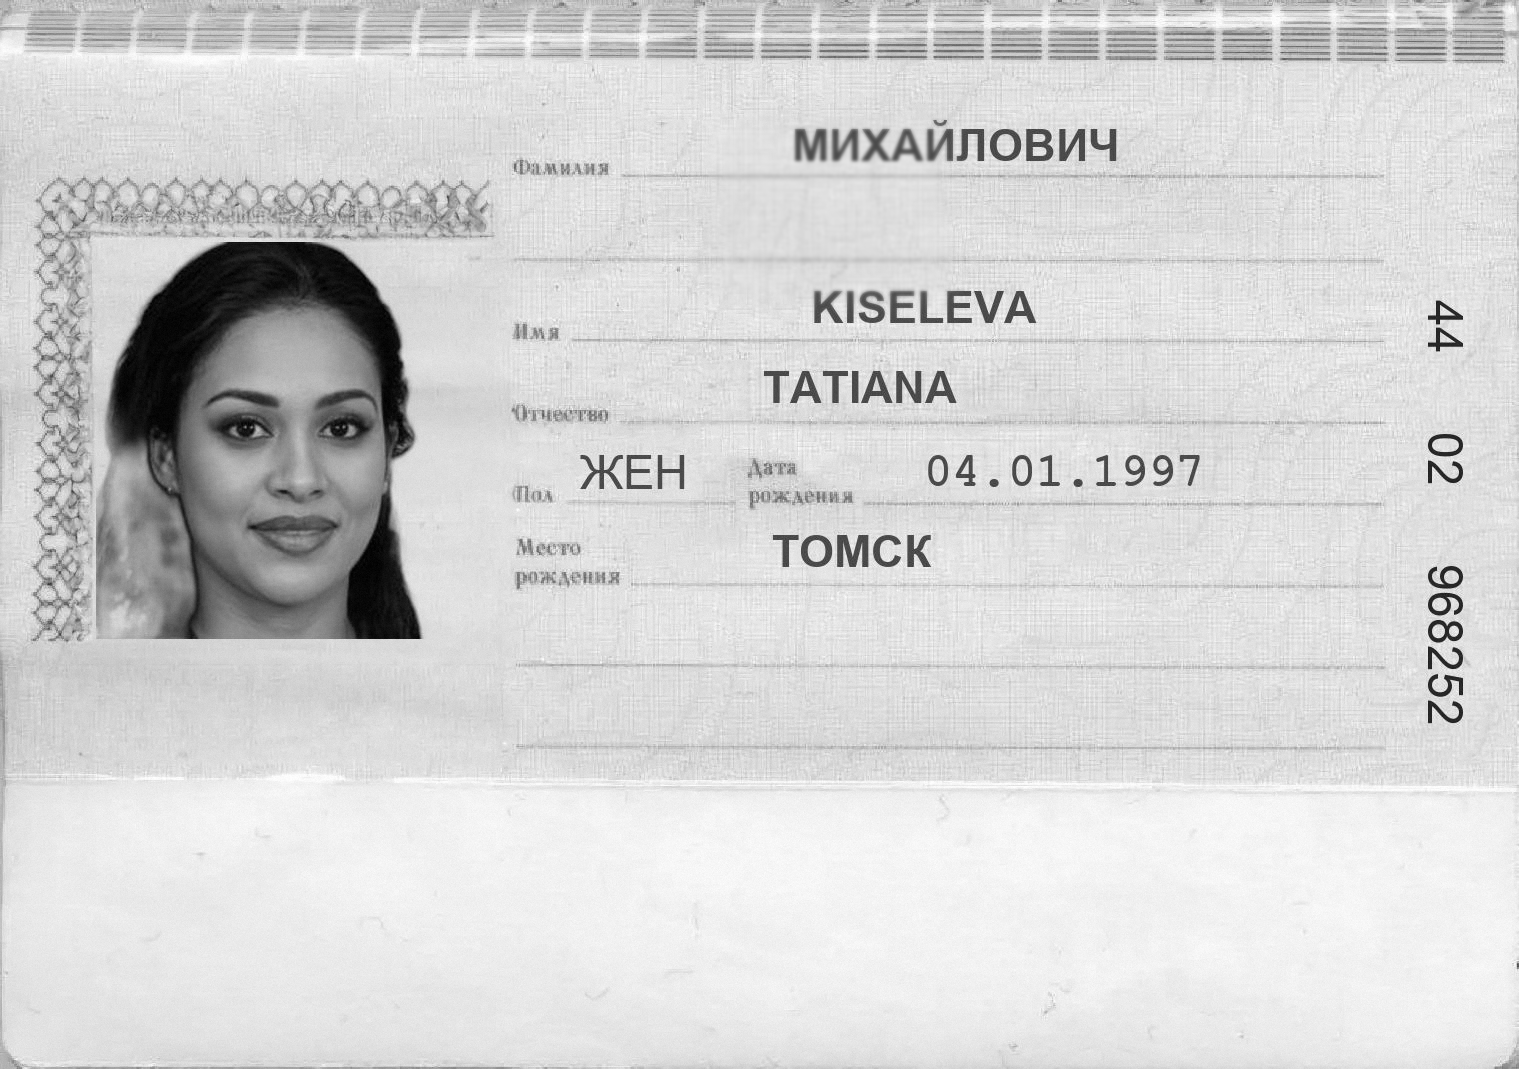 Фамилия МИХАЙЛОВИЧ
Имя KISELEVA
Отчество TATIANA
Пол ЖЕН Дата рождения 04.01.1997
Место рождения ТОМСК
44 02 968252